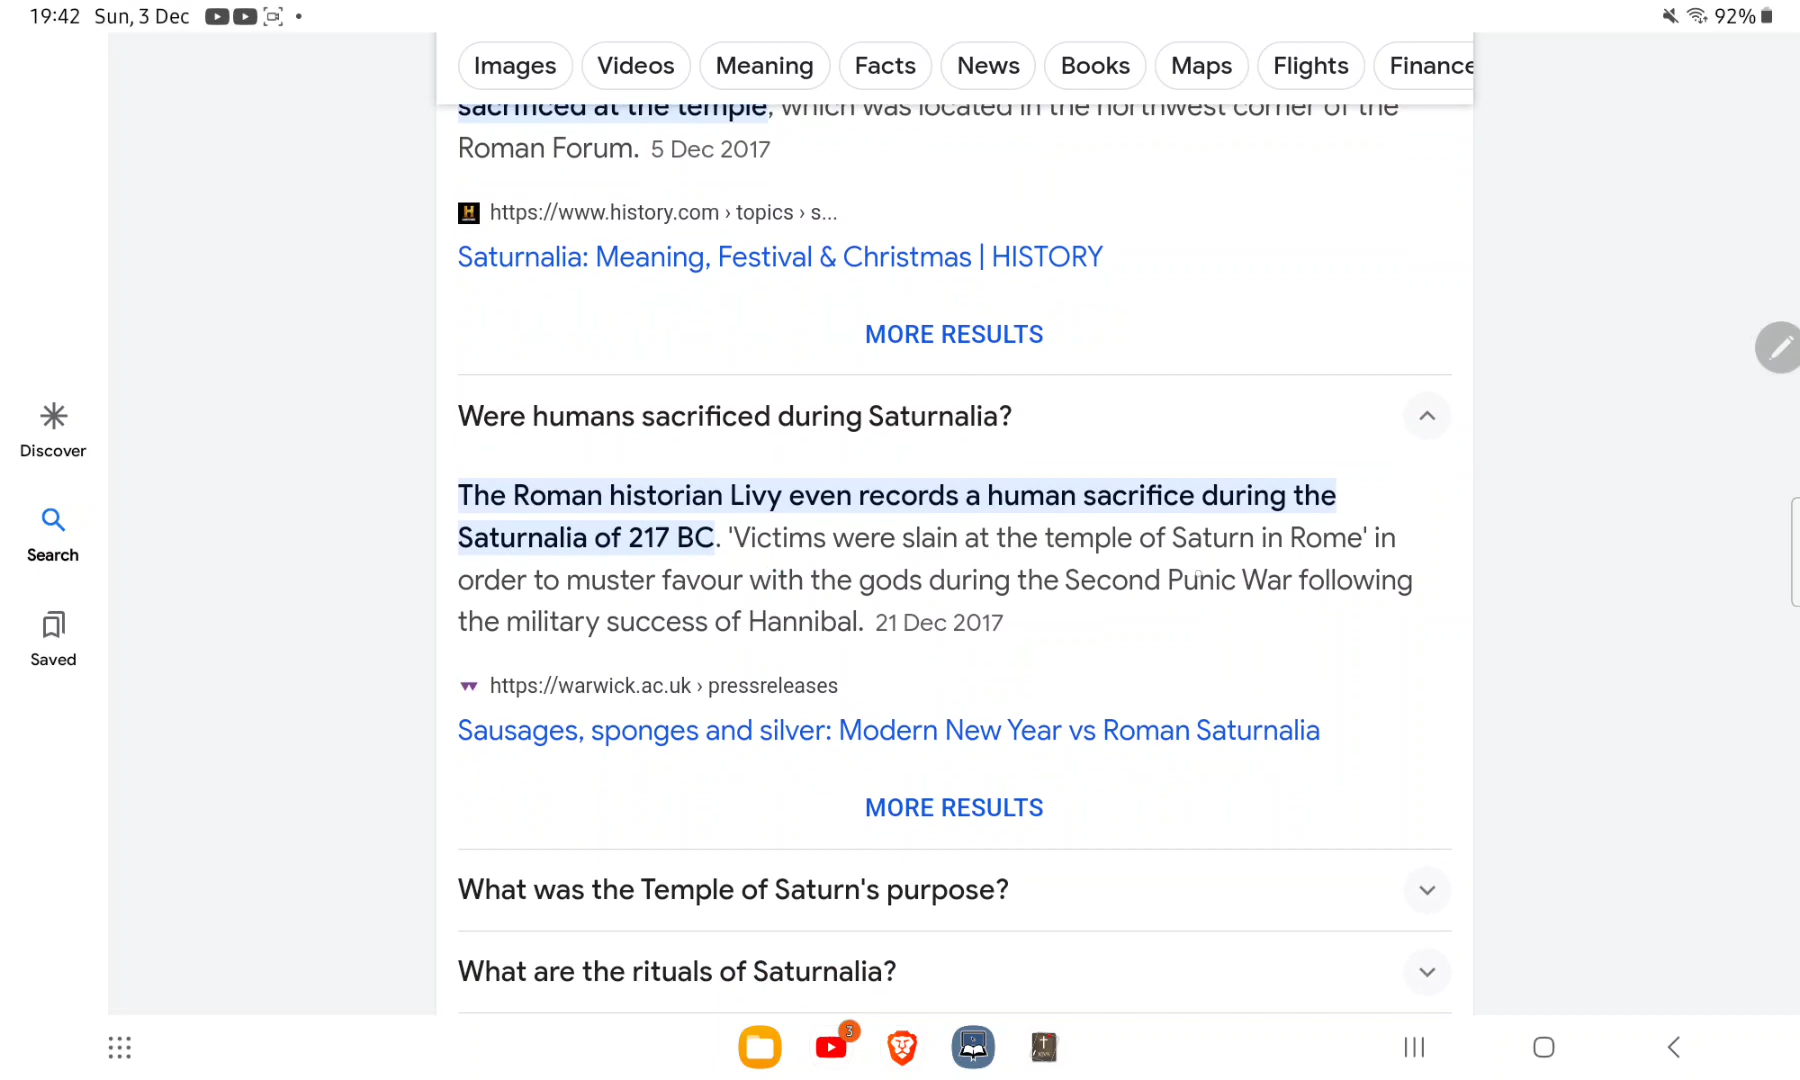 19:42 Sun, 3 Dec
92%
Images Videos Meaning Facts News Books Maps Flights Finance
sacrificed at the temple, which was located in the northwest corner of the
Roman Forum. 5 Dec 2017
https://www.history.com › topics › s...
Saturnalia: Meaning, Festival & Christmas | HISTORY
MORE RESULTS
Were humans sacrificed during Saturnalia?
The Roman historian Livy even records a human sacrifice during the
Saturnalia of 217 BC. 'Victims were slain at the temple of Saturn in Rome' in
order to muster favour with the gods during the Second Punic War following
the military success of Hannibal. 21 Dec 2017
https://warwick.ac.uk › pressreleases
Sausages, sponges and silver: Modern New Year vs Roman Saturnalia
MORE RESULTS
What was the Temple of Saturn's purpose?
What are the rituals of Saturnalia?
Discover
Search
Saved
3